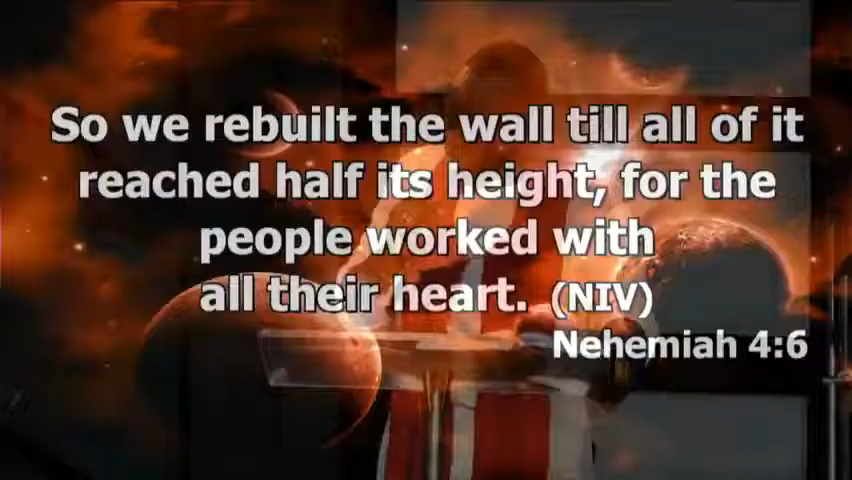 So we rebuilt the wall till all of it
reached half its height, for the
people worked with
all their heart. (NIV)
Nehemiah 4:6